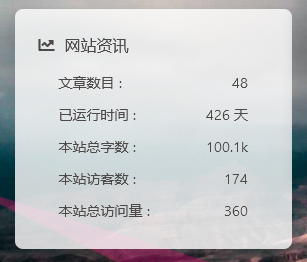 网站资讯
文章数目 : 48
已运行时间 : 426 天
本站总字数 : 100.1k
本站访客数 : 174
本站总访问量 : 360